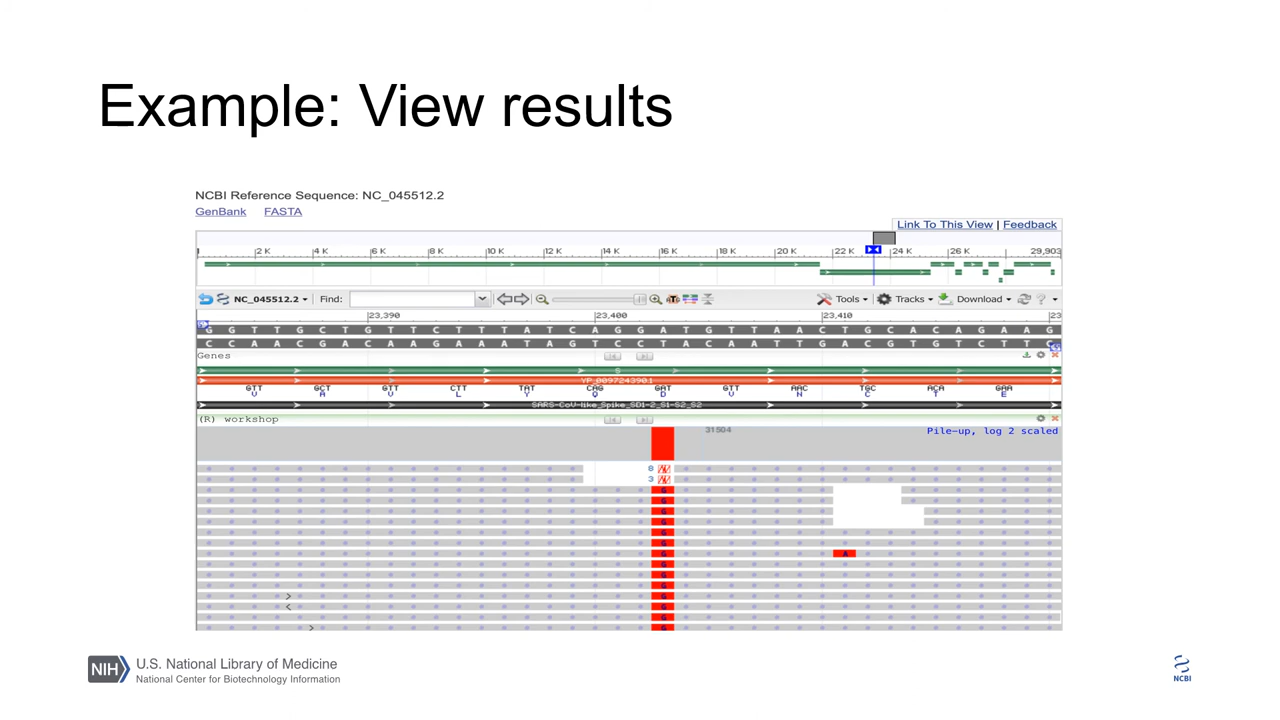 Example: View results
NCBI Reference Sequence: NC_045512.2
GenBank FASTA
Link To This View | Feedback
2 K 4 K 6 K 8 K 10 K 12 K 14 K 16 K 18 K 20 K 22 K 24 K 26 K 29,903
NC_045512.2 Find: Tools Tracks Download ?
23,390 23,400 23,410 23
G G T T G C T G T T C T T T A T C A G G A T G T T A A C T G C A C A G A A G
C C A A C G A C A A G A A A T A G T C C T A C A A T T G A C G T G T C T T C
Genes
S
YP_009724390.1
GTT GCT GTT CTT TAT CAG GAT GTT AAC TGC ACA GAA
V A V L Y Q D V N C T E
SARS-CoV-like_Spike_SD1-2_S1-S2_S2
(R) workshop
31504 Pile-up, log 2 scaled
8
3
G
G
G
G
G
G
G A
G
G
G
G
G
G
G
NIH U.S. National Library of Medicine
National Center for Biotechnology Information
NCBI